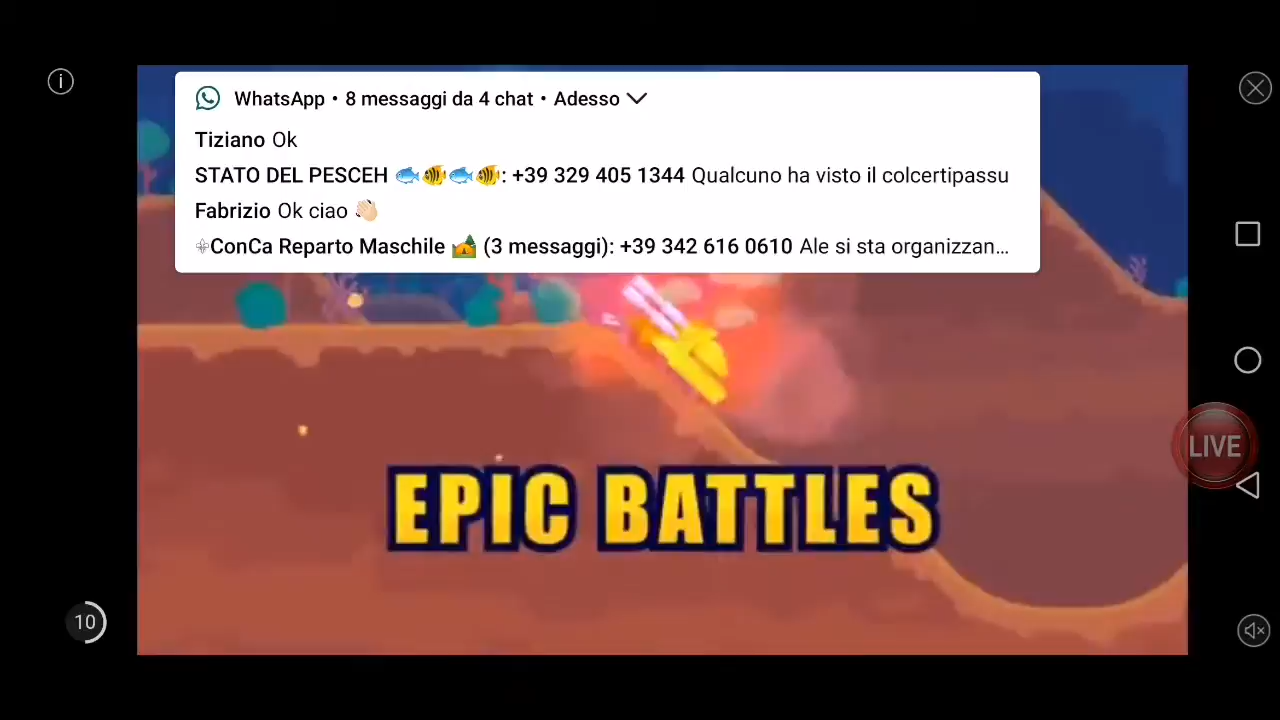 WhatsApp • 8 messaggi da 4 chat • Adesso
Tiziano Ok
STATO DEL PESCEH 🐟🐠🐟🐠: +39 329 405 1344 Qualcuno ha visto il colcertipassu
Fabrizio Ok ciao 👋🏻
⚜ConCa Reparto Maschile 🏕 (3 messaggi): +39 342 616 0610 Ale si sta organizzan...
LIVE
EPIC BATTLES
10